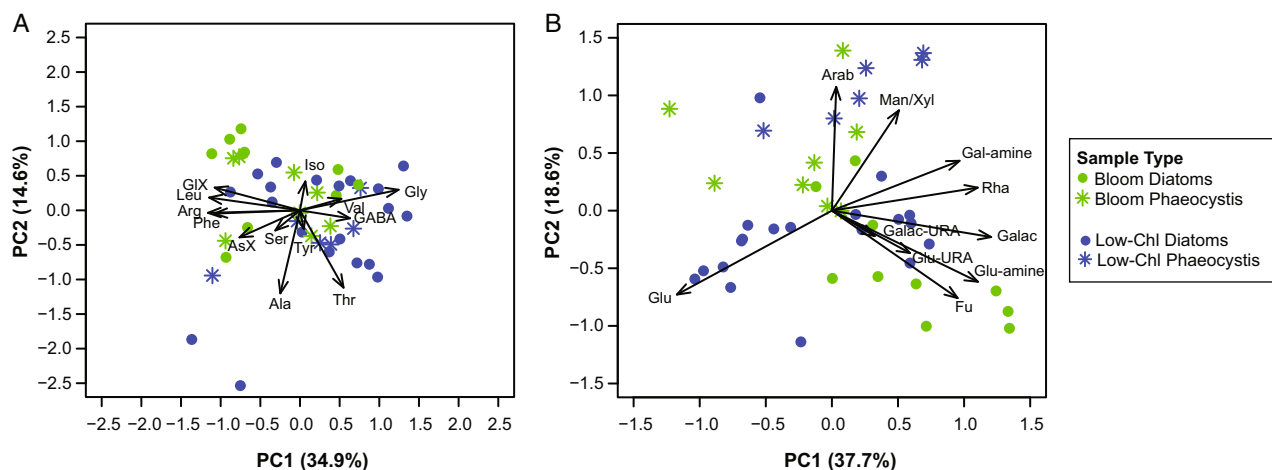 A
2.5
2.0
1.5
1.0
0.5
0.0
−0.5
−1.0
−1.5
−2.0
−2.5
PC2 (14.6%)
Iso
GlX
Leu
Arg
Phe
AsX
Ser
Tyr
Val
GABA
Gly
Ala
Thr
−2.5 −2.0 −1.5 −1.0 −0.5 0.0 0.5 1.0 1.5 2.0 2.5
PC1 (34.9%)
B
1.5
1.0
0.5
0.0
−0.5
−1.0
−1.5
PC2 (18.6%)
Arab
Man/Xyl
Gal-amine
Rha
Galac-URA
Galac
Glu-URA
Glu-amine
Glu
Fu
−1.5 −1.0 −0.5 0.0 0.5 1.0 1.5
PC1 (37.7%)
Sample Type
Bloom Diatoms
Bloom Phaeocystis
Low-Chl Diatoms
Low-Chl Phaeocystis